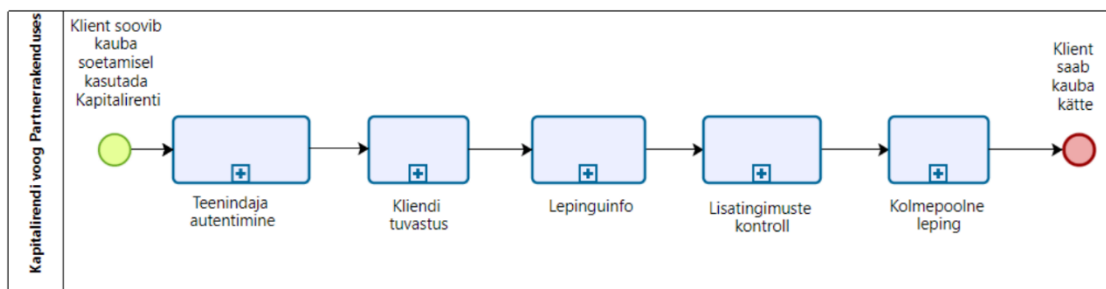 Kapitalirendi voog Partnerrakenduses
Klient soovib
kauba
soetamisel
kasutada
Kapitalirenti
Teenindaja
autentimine
Kliendi
tuvastus
Lepinguinfo
Lisatingimuste
kontroll
Kolmepoolne
leping
Klient
saab
kauba
kätte